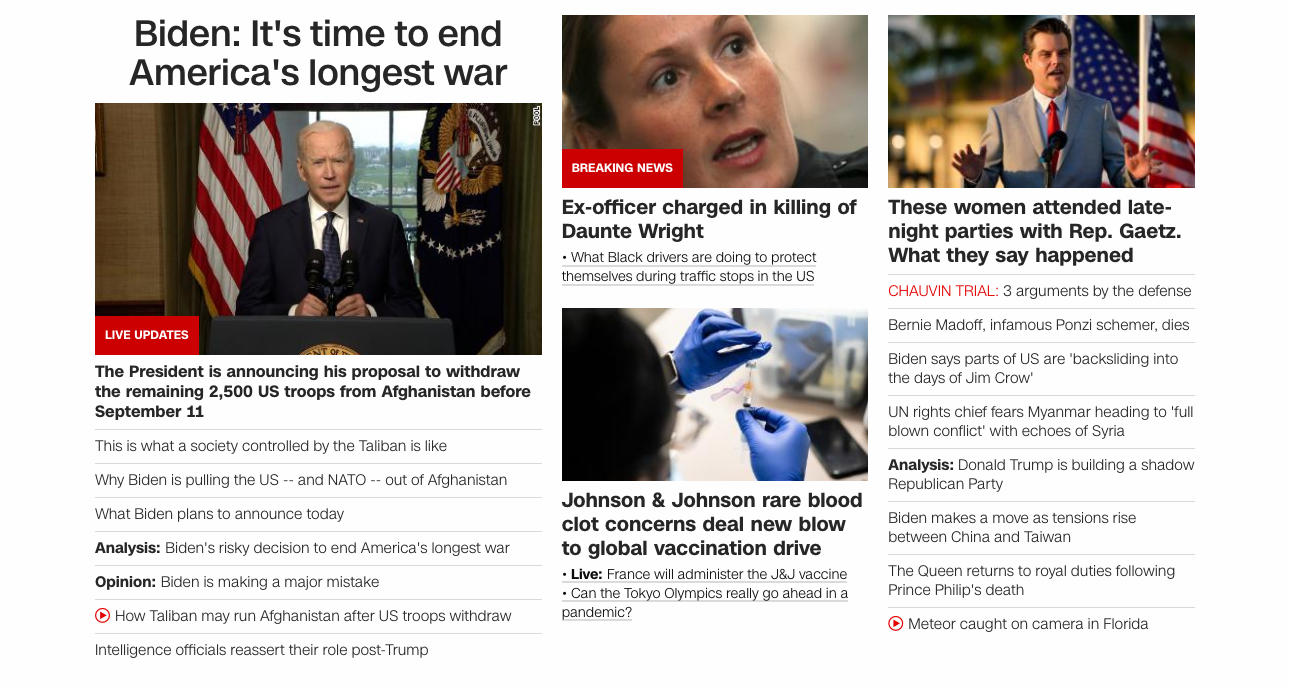 Biden: It's time to end
America's longest war
POOL
LIVE UPDATES
The President is announcing his proposal to withdraw
the remaining 2,500 US troops from Afghanistan before
September 11
This is what a society controlled by the Taliban is like
Why Biden is pulling the US -- and NATO -- out of Afghanistan
What Biden plans to announce today
Analysis: Biden's risky decision to end America's longest war
Opinion: Biden is making a major mistake
How Taliban may run Afghanistan after US troops withdraw
Intelligence officials reassert their role post-Trump
BREAKING NEWS
Ex-officer charged in killing of
Daunte Wright
• What Black drivers are doing to protect
themselves during traffic stops in the US
Johnson & Johnson rare blood
clot concerns deal new blow
to global vaccination drive
• Live: France will administer the J&J vaccine
• Can the Tokyo Olympics really go ahead in a
pandemic?
These women attended late-
night parties with Rep. Gaetz.
What they say happened
CHAUVIN TRIAL: 3 arguments by the defense
Bernie Madoff, infamous Ponzi schemer, dies
Biden says parts of US are 'backsliding into
the days of Jim Crow'
UN rights chief fears Myanmar heading to 'full
blown conflict' with echoes of Syria
Analysis: Donald Trump is building a shadow
Republican Party
Biden makes a move as tensions rise
between China and Taiwan
The Queen returns to royal duties following
Prince Philip's death
Meteor caught on camera in Florida